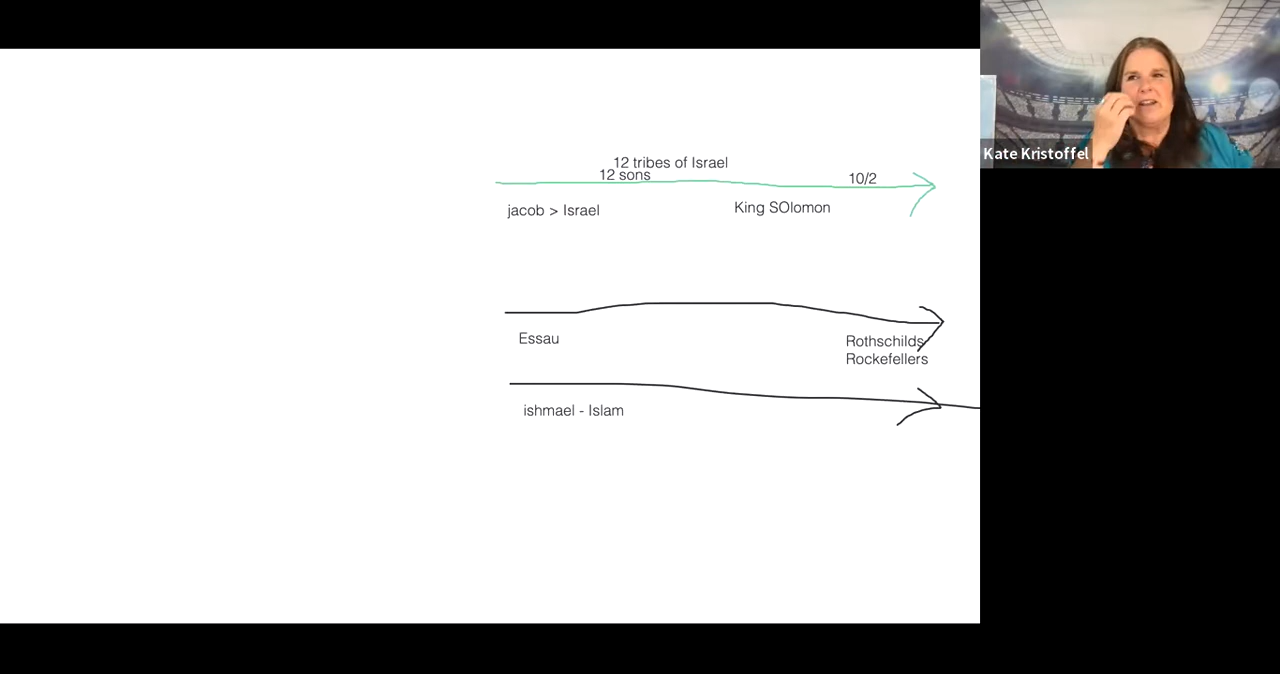 Kate Kristoffel
12 tribes of Israel
12 sons
10/2
jacob > Israel
King SOlomon
Essau
Rothschilds
Rockefellers
ishmael - Islam